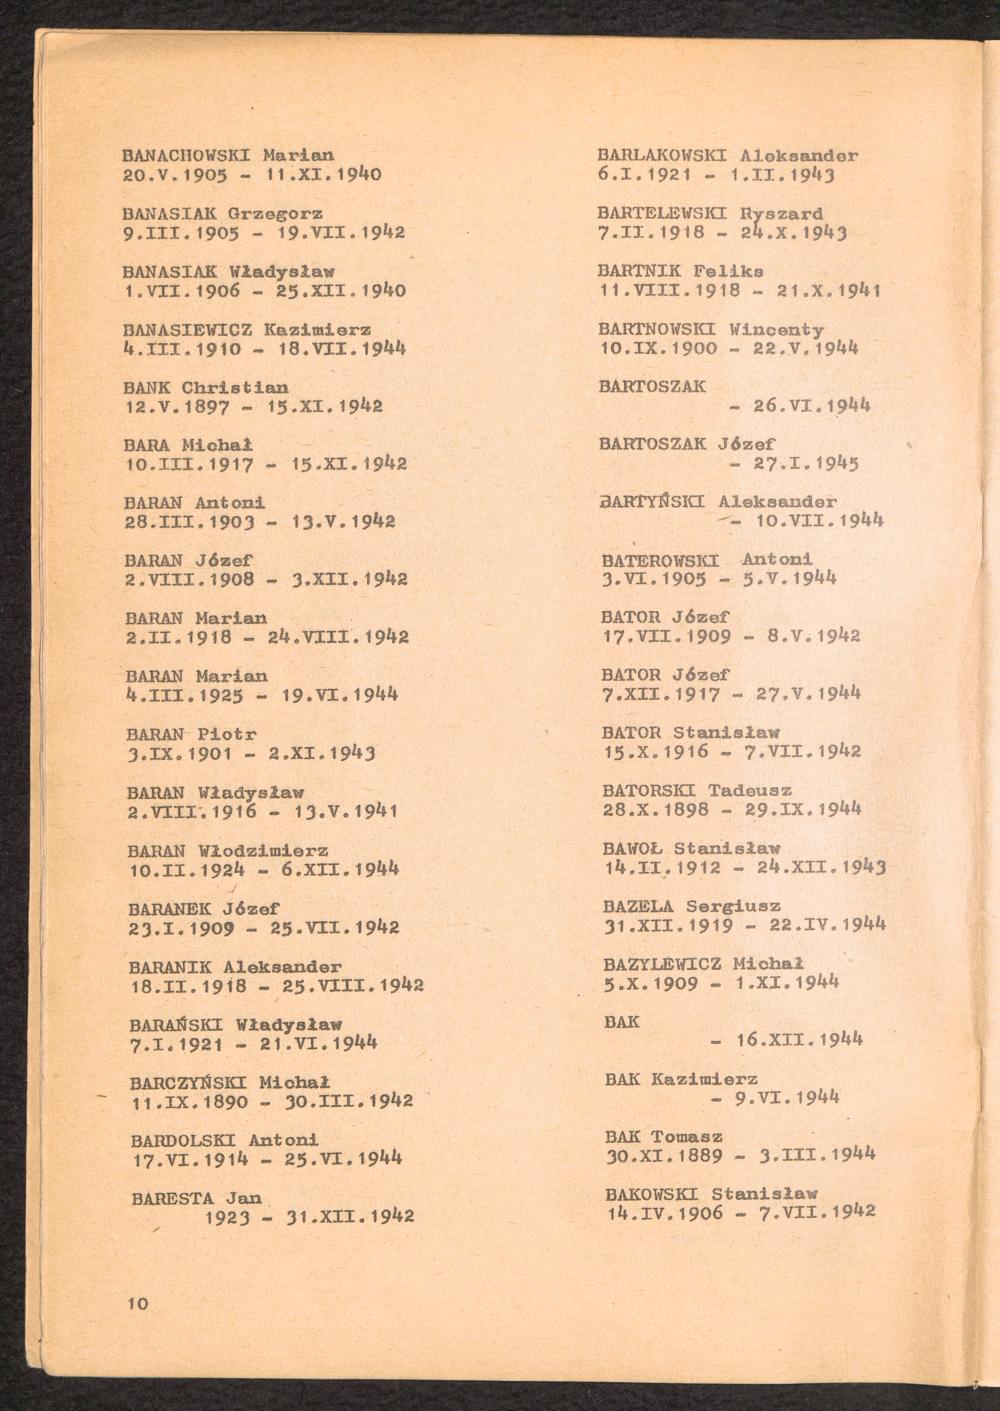 BANACHOWSKI Marian
20.V.1905 - 11.XI.1940
BANASIAK Grzegorz
9.III.1905 - 19.VII.1942
BANASIAK Władysław
1.VII.1906 - 25.XII.1940
BANASIEWICZ Kazimierz
4.III.1910 - 18.VII.1944
BANK Christian
12.V.1897 - 15.XI.1942
BARA Michał
10.III.1917 - 15.XI.1942
BARAN Antoni
28.III.1903 - 13.V.1942
BARAN Józef
2.VIII.1908 - 3.XII.1942
BARAN Marian
2.II.1918 - 24.VIII.1942
BARAN Marian
4.III.1925 - 19.VI.1944
BARAN Piotr
3.IX.1901 - 2.XI.1943
BARAN Władysław
2.VIII.1916 - 13.V.1941
BARAN Włodzimierz
10.II.1924 - 6.XII.1944
BARANEK Józef
23.I.1909 - 25.VII.1942
BARANIK Aleksander
18.II.1918 - 25.VIII.1942
BARAŃSKI Władysław
7.I.1921 - 21.VI.1944
BARCZYŃSKI Michał
11.IX.1890 - 30.III.1942
BARDOLSKI Antoni
17.VI.1914 - 25.VI.1944
BARESTA Jan
1923 - 31.XII.1942
10
BARLAKOWSKI Aleksander
6.I.1921 - 1.II.1943
BARTELEWSKI Ryszard
7.II.1918 - 24.X.1943
BARTNIK Feliks
11.VIII.1918 - 21.X.1941
BARTNOWSKI Wincenty
10.IX.1900 - 22.V.1944
BARTOSZAK
- 26.VI.1944
BARTOSZAK Józef
- 27.I.1945
BARTYŃSKI Aleksander
- 10.VII.1944
BATEROWSKI Antoni
3.VI.1905 - 5.V.1944
BATOR Józef
17.VII.1909 - 8.V.1942
BATOR Józef
7.XII.1917 - 27.V.1944
BATOR Stanisław
15.X.1916 - 7.VII.1942
BATORSKI Tadeusz
28.X.1898 - 29.IX.1944
BAWOŁ Stanisław
14.II.1912 - 24.XII.1943
BAZELA Sergiusz
31.XII.1919 - 22.IV.1944
BAZYLEWICZ Michał
5.X.1909 - 1.XI.1944
BAK
- 16.XII.1944
BAK Kazimierz
- 9.VI.1944
BAK Tomasz
30.XI.1889 - 3.III.1944
BAKOWSKI Stanisław
14.IV.1906 - 7.VII.1942